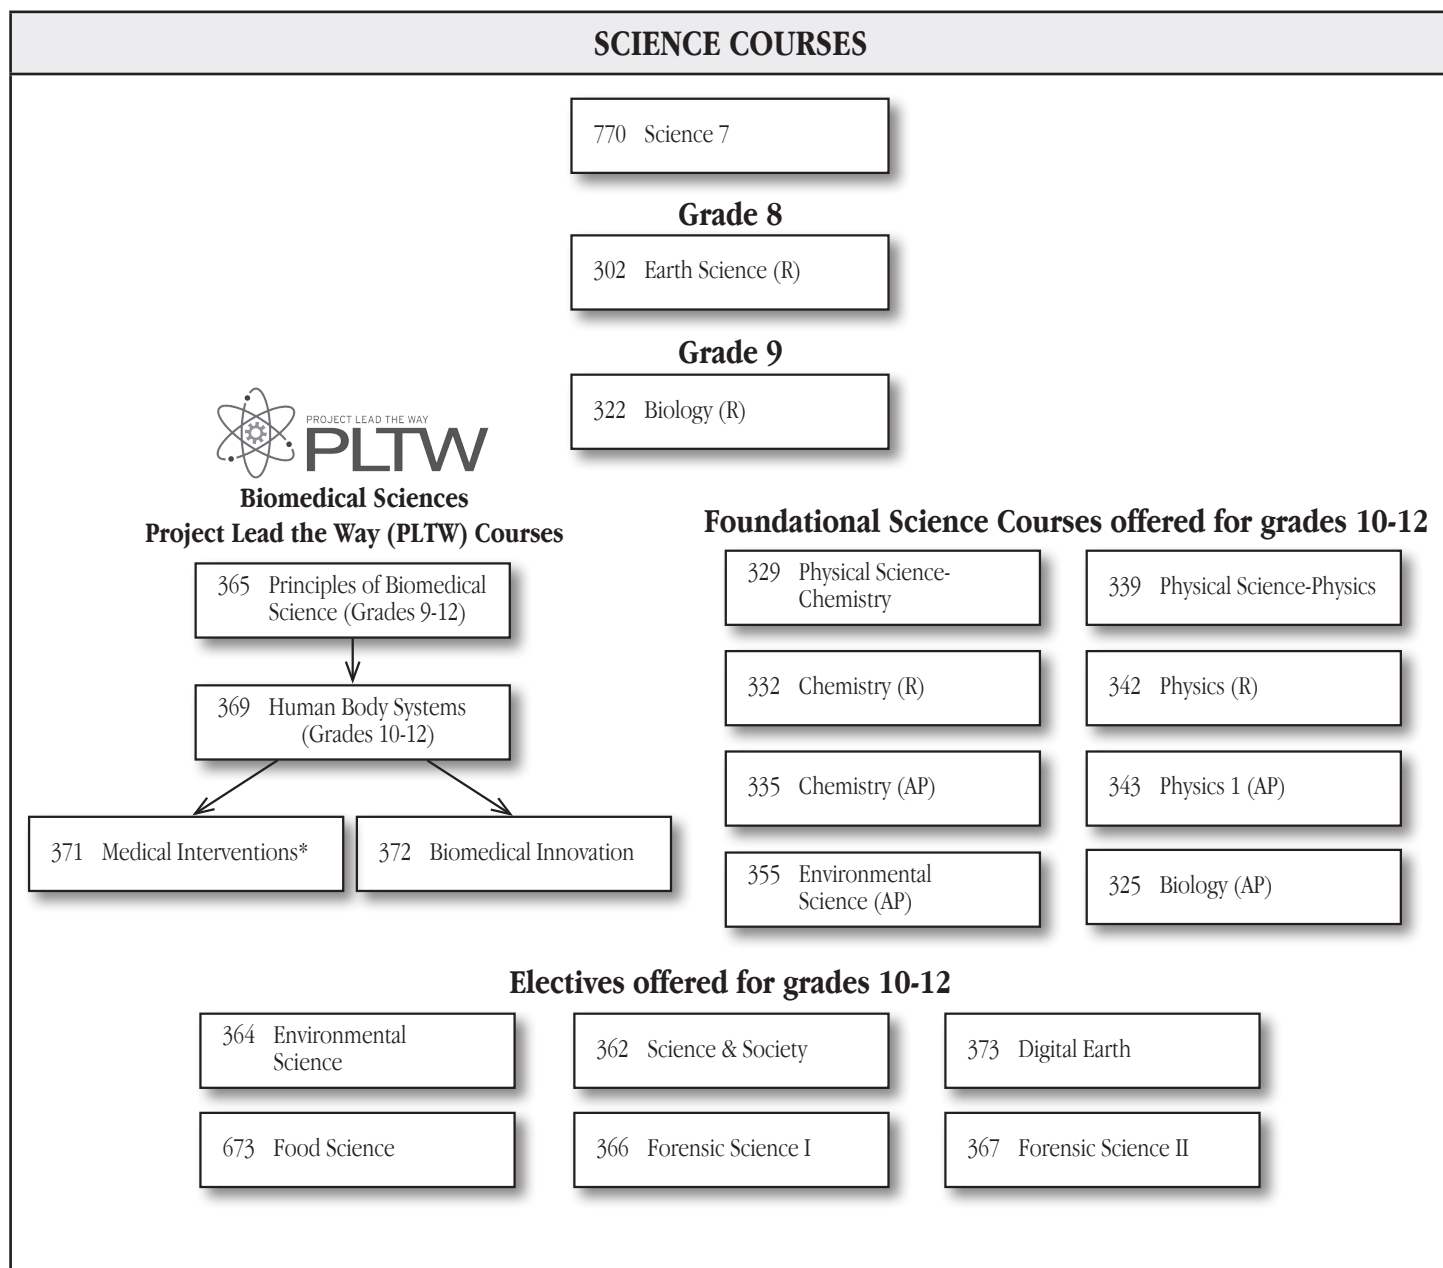 SCIENCE COURSES
770 Science 7
Grade 8
302 Earth Science (R)
Grade 9
322 Biology (R)
PROJECT LEAD THE WAY
PLTW
Biomedical Sciences
Project Lead the Way (PLTW) Courses
365 Principles of Biomedical
Science (Grades 9-12)
369 Human Body Systems
(Grades 10-12)
371 Medical Interventions*
372 Biomedical Innovation
Foundational Science Courses offered for grades 10-12
329 Physical Science-
Chemistry
339 Physical Science-Physics
332 Chemistry (R)
342 Physics (R)
335 Chemistry (AP)
343 Physics 1 (AP)
355 Environmental
Science (AP)
325 Biology (AP)
Electives offered for grades 10-12
364 Environmental
Science
362 Science & Society
373 Digital Earth
673 Food Science
366 Forensic Science I
367 Forensic Science II